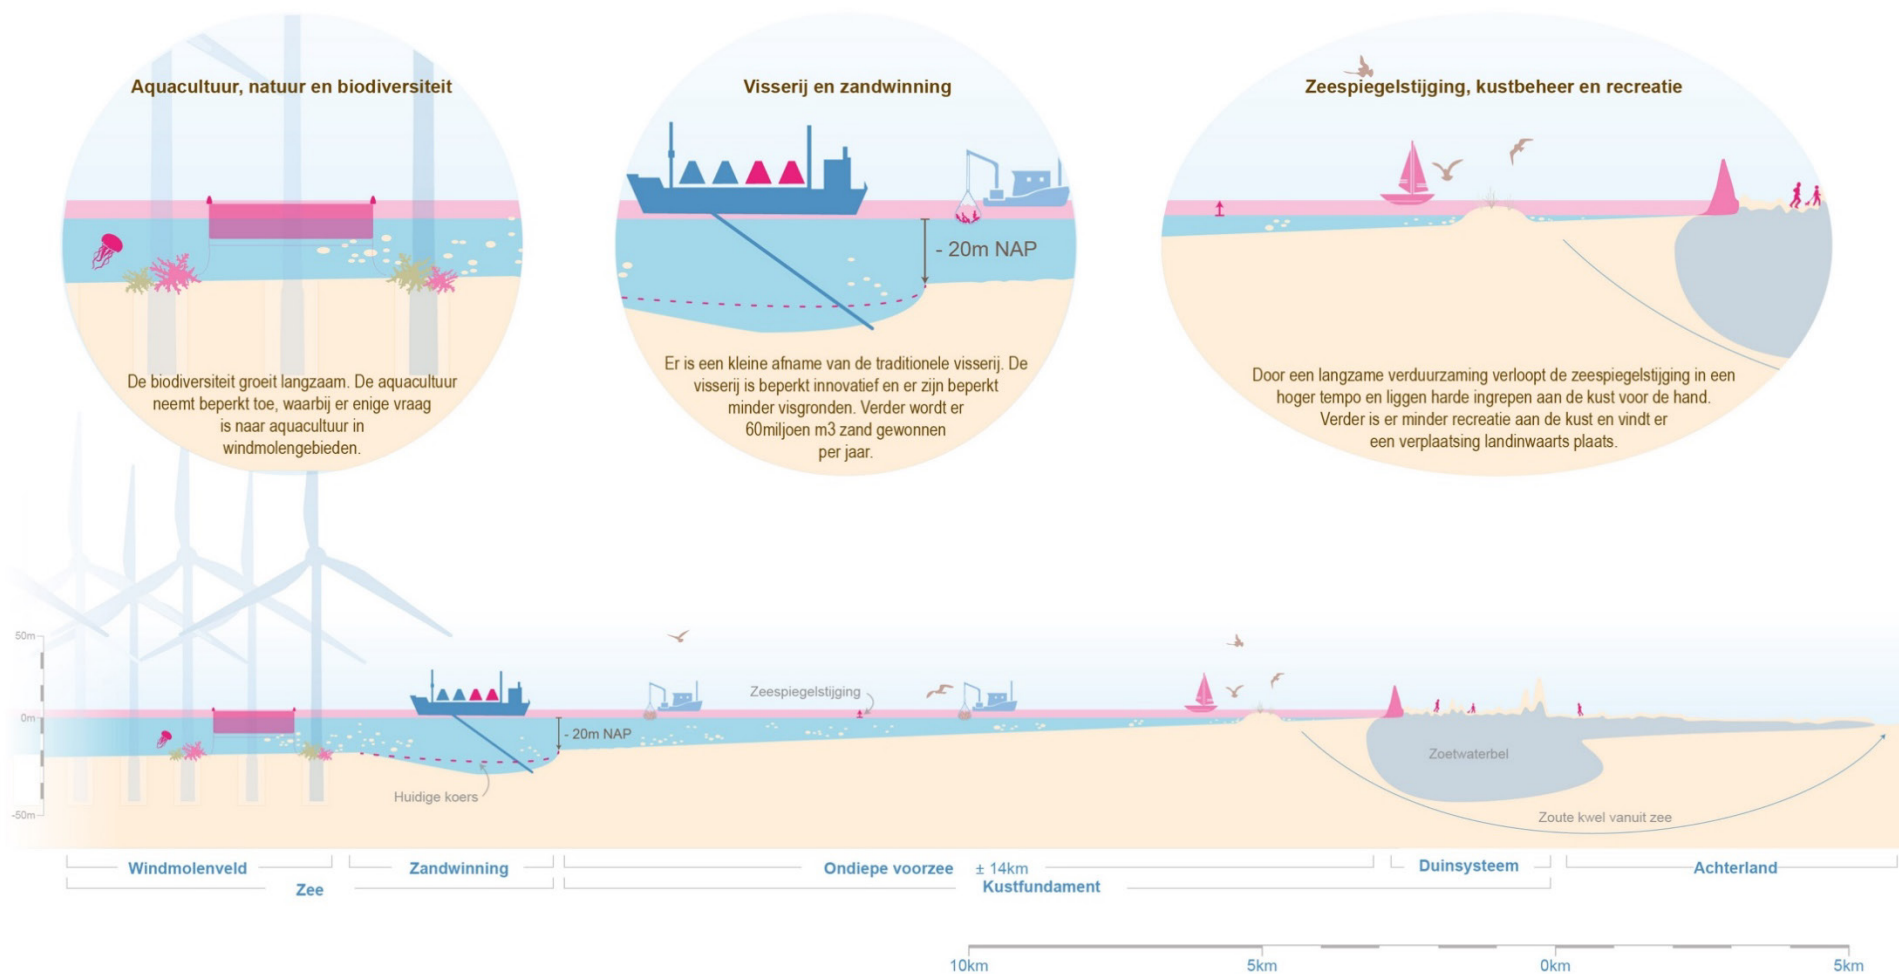 Aquacultuur, natuur en biodiversiteit
De biodiversiteit groeit langzaam. De aquacultuur
neemt beperkt toe, waarbij er enige vraag
is naar aquacultuur in
windmolengebieden.
Visserij en zandwinning
- 20m NAP
Er is een kleine afname van de traditionele visserij. De
visserij is beperkt innovatief en er zijn beperkt
minder visgronden. Verder wordt er
60miljoen m3 zand gewonnen
per jaar.
Zeespiegelstijging, kustbeheer en recreatie
Door een langzame verduurzaming verloopt de zeespiegelstijging in een
hoger tempo en liggen harde ingrepen aan de kust voor de hand.
Verder is er minder recreatie aan de kust en vindt er
een verplaatsing landinwaarts plaats.
50m
0m
-50m
Zeespiegelstijging
- 20m NAP
Huidige koers
Zoetwaterbel
Zoute kwel vanuit zee
Windmolenveld
Zandwinning
Ondiepe voorzee ± 14km
Duinsysteem
Achterland
Zee
Kustfundament
10km
5km
0km
5km